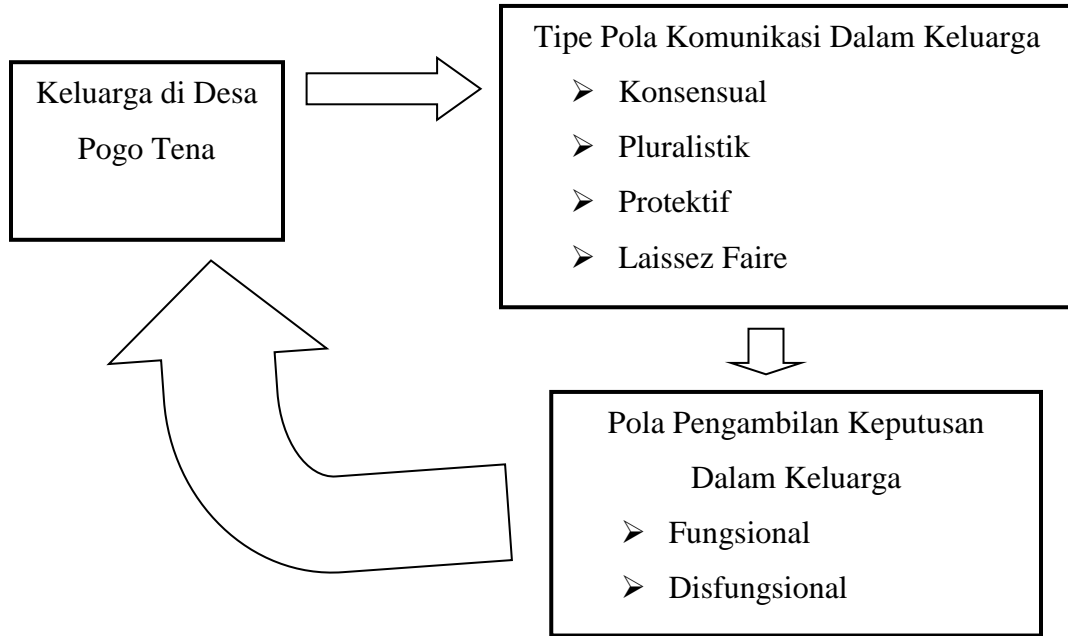 Keluarga di Desa
Pogo Tena
Tipe Pola Komunikasi Dalam Keluarga
➢ Konsensual
➢ Pluralistik
➢ Protektif
➢ Laissez Faire
Pola Pengambilan Keputusan
Dalam Keluarga
➢ Fungsional
➢ Disfungsional